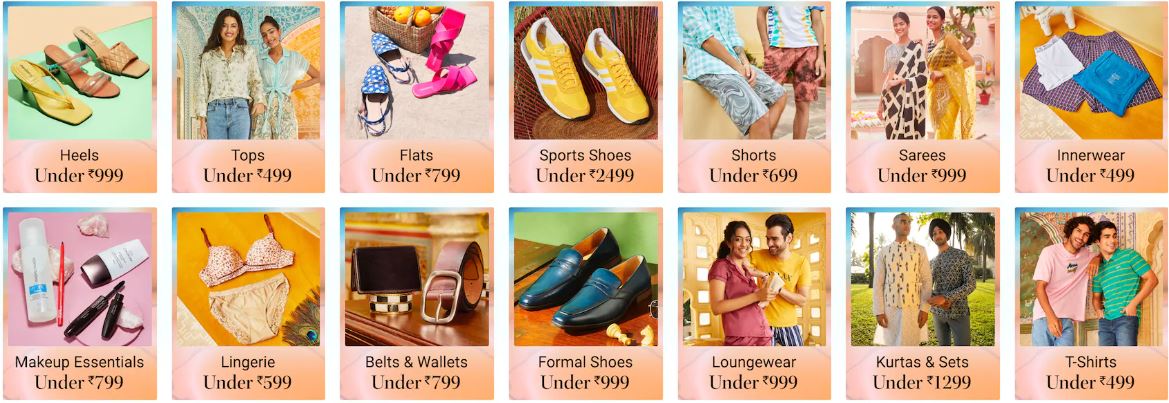 Heels
Under ₹999
Tops
Under ₹499
Flats
Under ₹799
Sports Shoes
Under ₹2499
Shorts
Under ₹699
Sarees
Under ₹999
Innerwear
Under ₹499
Makeup Essentials
Under ₹799
Lingerie
Under ₹599
Belts & Wallets
Under ₹799
Formal Shoes
Under ₹999
Loungewear
Under ₹999
Kurtas & Sets
Under ₹1299
T-Shirts
Under ₹499